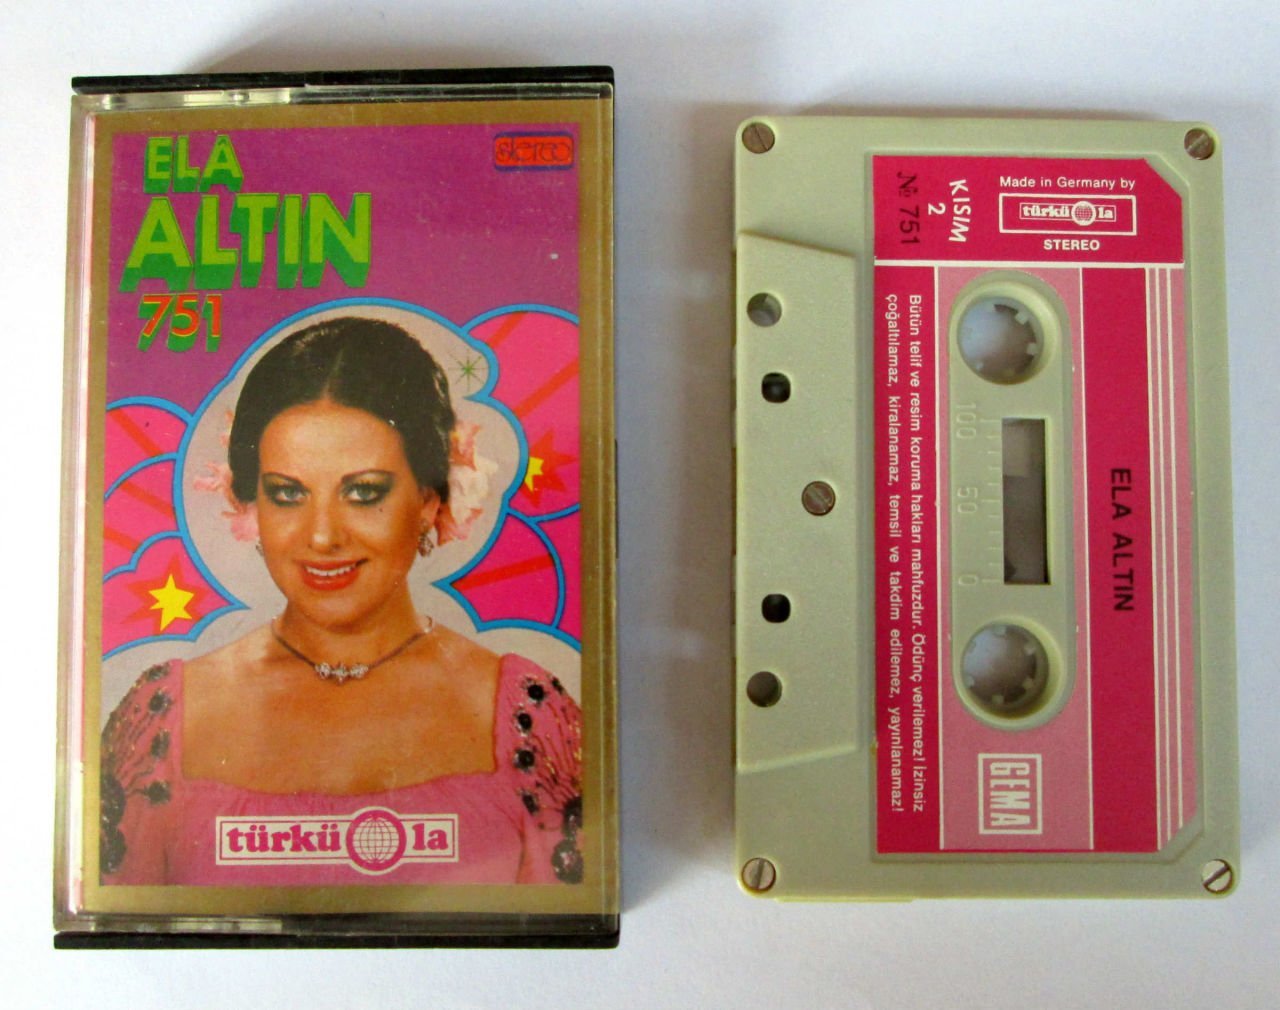 ELA
ALTIN
751
stereo
türkü la
Made in Germany by
türkü la
STEREO
KISIM
2
№ 751
Bütün telif ve resim koruma hakları mahfuzdur. Ödünç verilemez! İzinsiz
çoğaltılamaz, kiralanamaz, temsil ve takdim edilemez, yayınlanamaz!
100 50 0
ELA ALTIN
GEMA